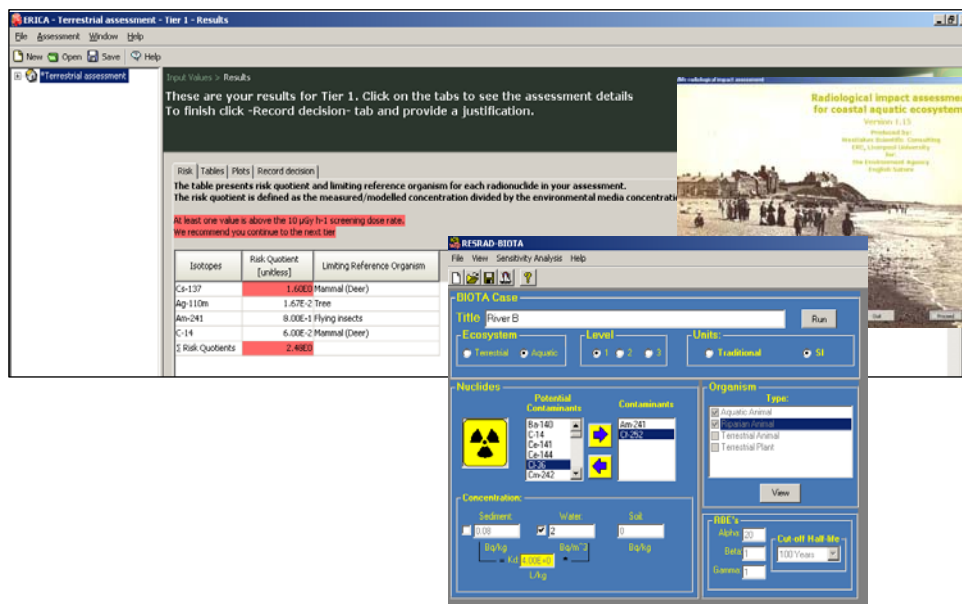 ERICA - Terrestrial assessment - Tier 1 - Results
File Assessment Window Help
New Open Save Help
*Terrestrial assessment
Input Values > Results
These are your results for Tier 1. Click on the tabs to see the assessment details
To finish click -Record decision- tab and provide a justification.
Risk Tables Plots Record decision
The table presents risk quotient and limiting reference organism for each radionuclide in your assessment.
The risk quotient is defined as the measured/modelled concentration divided by the environmental media concentrati
At least one value is above the 10 µGy h-1 screening dose rate.
We recommend you continue to the next tier
Isotopes Risk Quotient [unitless] Limiting Reference Organism
Cs-137 1.60E0 Mammal (Deer)
Ag-110m 1.67E-2 Tree
Am-241 8.00E-1 Flying insects
C-14 6.00E-2 Mammal (Deer)
Σ Risk Quotients 2.48E0
radiological impact assessment
Radiological impact assessme
for coastal aquatic ecosystem
Version 1.15
Produced by:
Westlakes Scientific Consulting
ERC, Liverpool University
for:
The Environment Agency
English Nature
Quit Proceed
RESRAD-BIOTA
File View Sensitivity Analysis Help
BIOTA Case
Title River B Run
Ecosystem Level Units:
Terrestrial Aquatic 1 2 3 Traditional SI
Nuclides
Potential Contaminants Contaminants
Ba-140
C-14
Ce-141
Ce-144
Cl-36
Cm-242
Am-241
Cf-252
Organism
Type:
Aquatic Animal
Riparian Animal
Terrestrial Animal
Terrestrial Plant
View
Concentration:
Sediment: Water: Soil:
0.08 2 0
Bq/kg Bq/m^3 Bq/kg
= Kd 4.00E+0 =
L/kg
RBE's
Alpha: 20
Beta: 1
Gamma: 1
Cut-off Half-life
100 Years